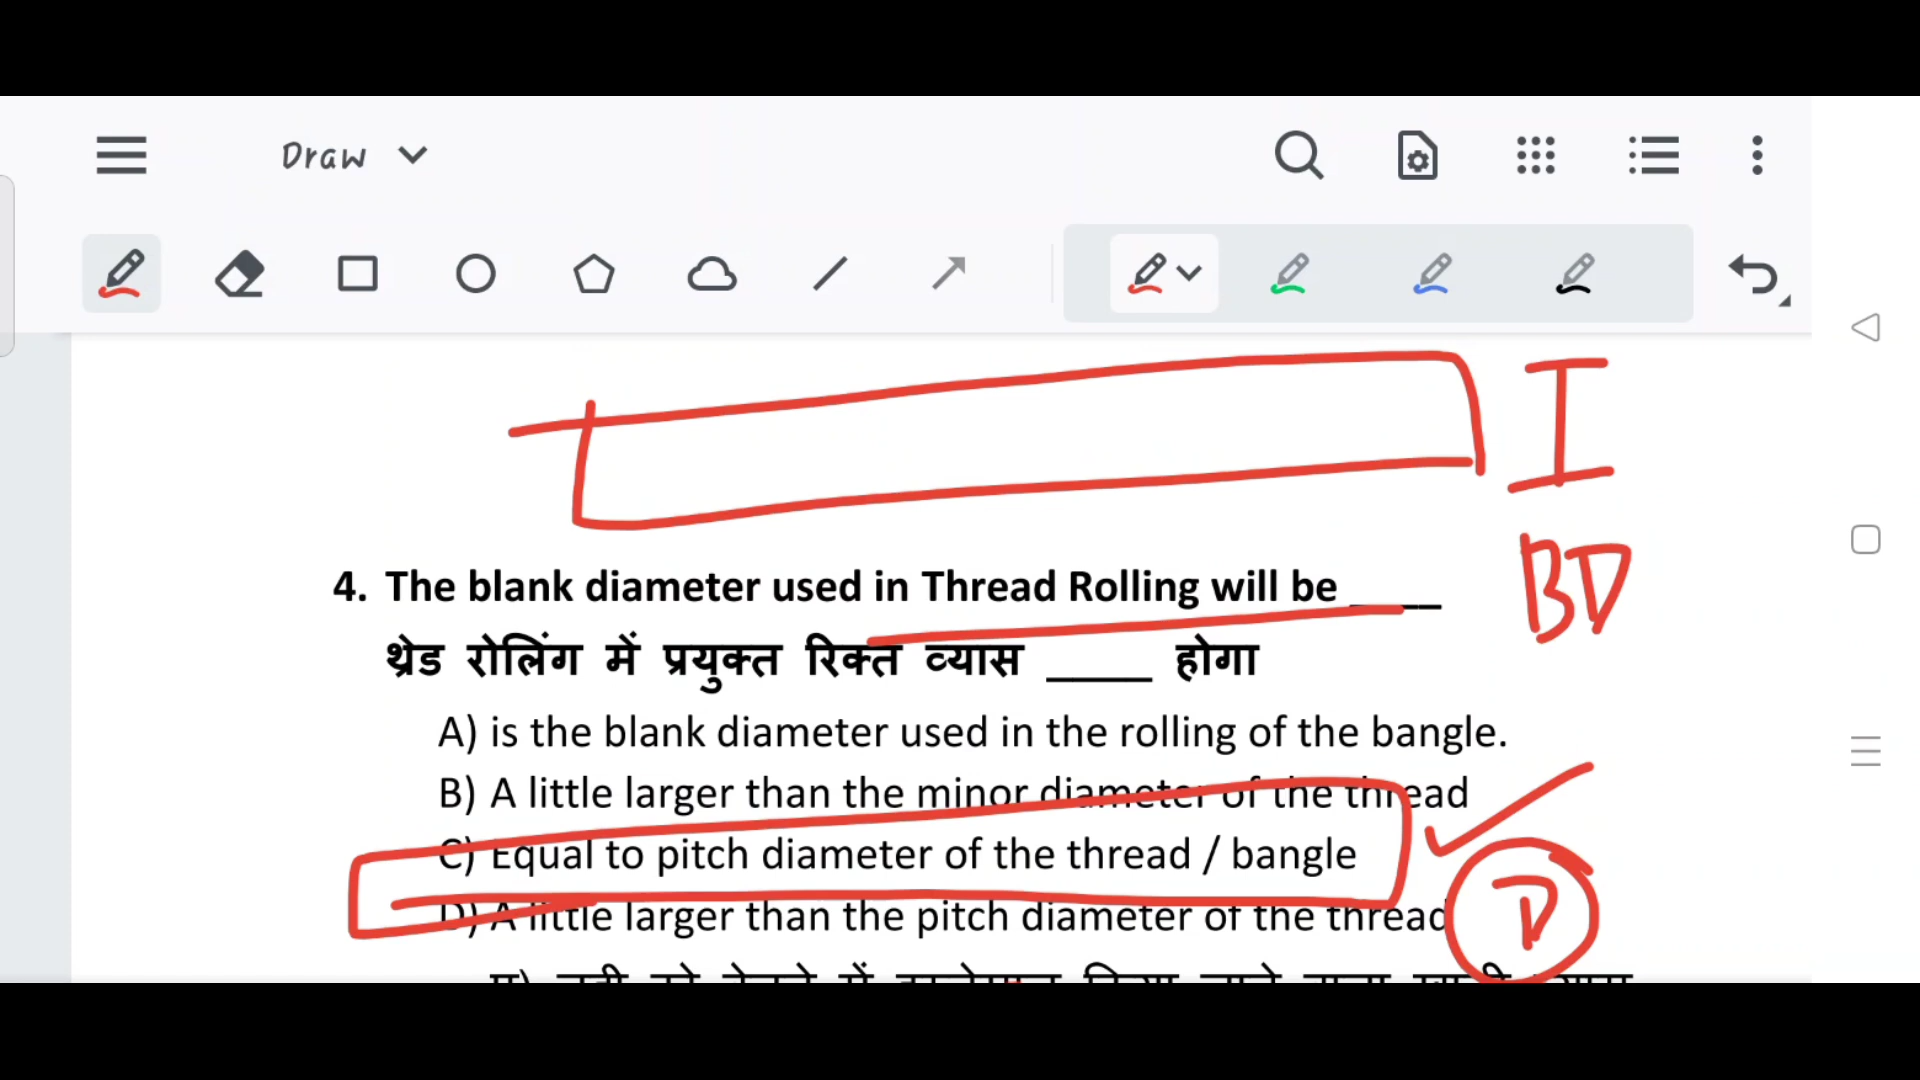 Draw
I
BD
4. The blank diameter used in Thread Rolling will be ____
थ्रेड रोलिंग में प्रयुक्त रिक्त व्यास ____ होगा
A) is the blank diameter used in the rolling of the bangle.
B) A little larger than the minor diameter of the thread
C) Equal to pitch diameter of the thread / bangle
D) A little larger than the pitch diameter of the thread
D